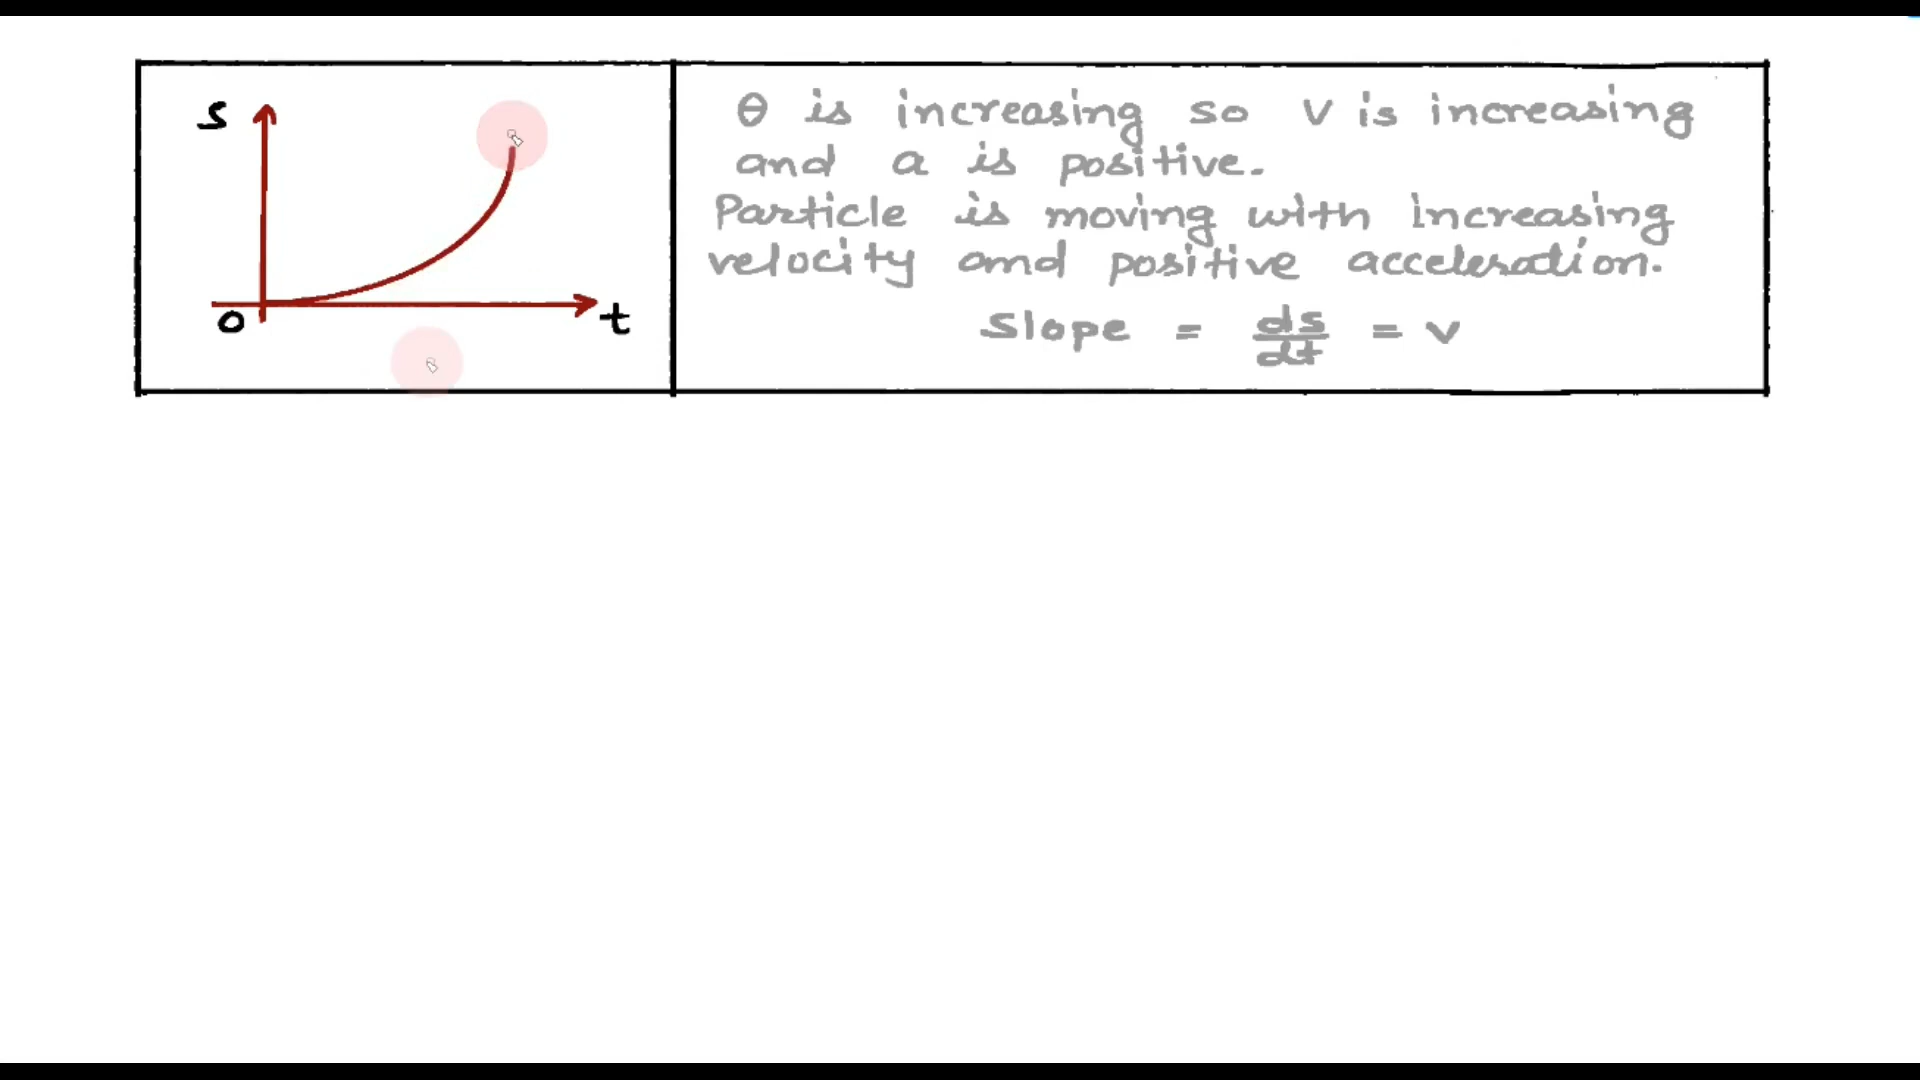 S
O
t
θ is increasing so v is increasing
and a is positive.
Particle is moving with increasing
velocity and positive acceleration.
Slope = ds/dt = v